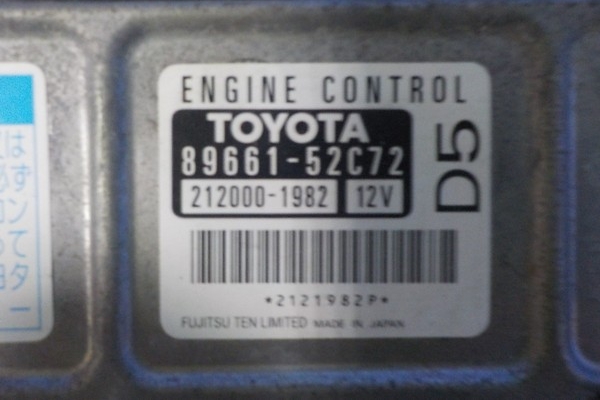 ENGINE CONTROL
TOYOTA
89661-52C72
212000-1982 12V
D5
*2121982P*
FUJITSU TEN LIMITED MADE IN JAPAN
はずンてター